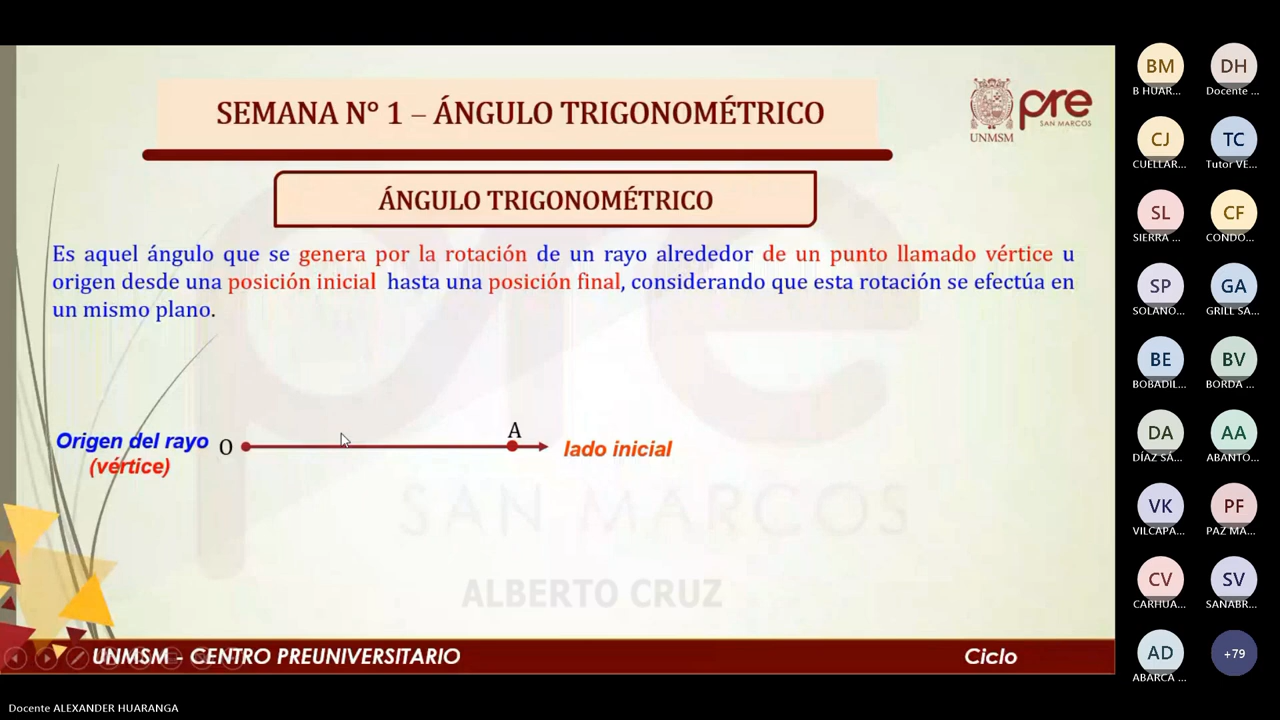 SEMANA N° 1 – ÁNGULO TRIGONOMÉTRICO
UNMSM
pre
SAN MARCOS
ÁNGULO TRIGONOMÉTRICO
Es aquel ángulo que se genera por la rotación de un rayo alrededor de un punto llamado vértice u
origen desde una posición inicial hasta una posición final, considerando que esta rotación se efectúa en
un mismo plano.
Origen del rayo
(vértice)
O
A
lado inicial
pre
SAN MARCOS
ALBERTO CRUZ
UNMSM - CENTRO PREUNIVERSITARIO
Ciclo
BM
B HUAR...
DH
Docente ...
CJ
CUELLAR...
TC
Tutor VE...
SL
SIERRA ...
CF
CONDO...
SP
SOLANO...
GA
GRILL SA...
BE
BOBADIL...
BV
BORDA ...
DA
DÍAZ SÁ...
AA
ABANTO...
VK
VILCAPA...
PF
PAZ MA...
CV
CARHUA...
SV
SANABR...
AD
ABARCA ...
+79
Docente ALEXANDER HUARANGA